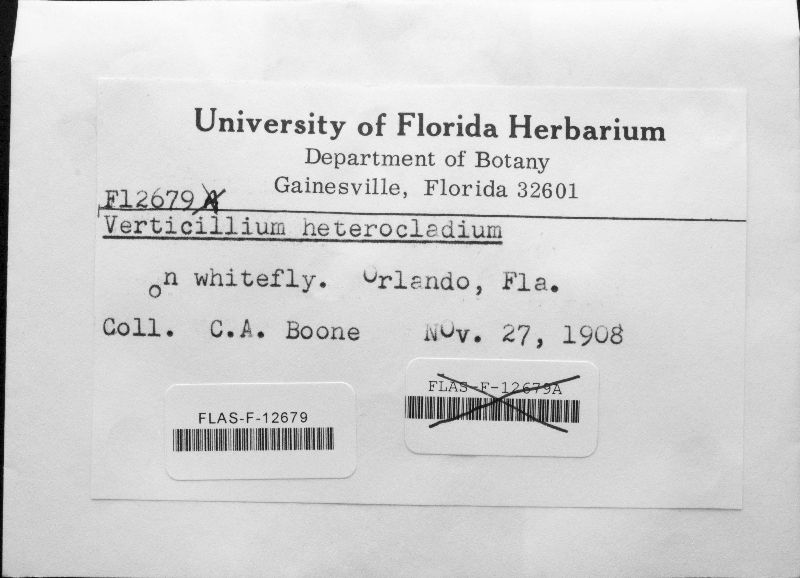 University of Florida Herbarium
Department of Botany
Gainesville, Florida 32601
F12679A
Verticillium heterocladium
on whitefly. Orlando, Fla.
Coll. C.A. Boone Nov. 27, 1908
FLAS-F-12679A
FLAS-F-12679